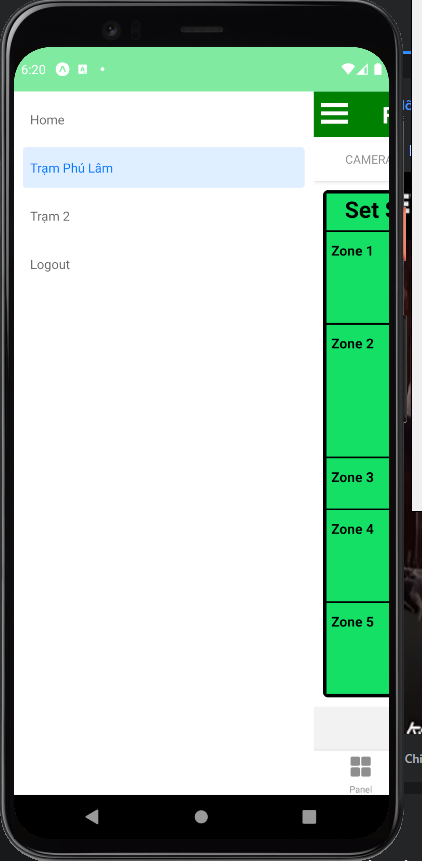 6:20
Home
Trạm Phú Lâm
Trạm 2
Logout
CAMERA
Set
Zone 1
Zone 2
Zone 3
Zone 4
Zone 5
Panel
Chi